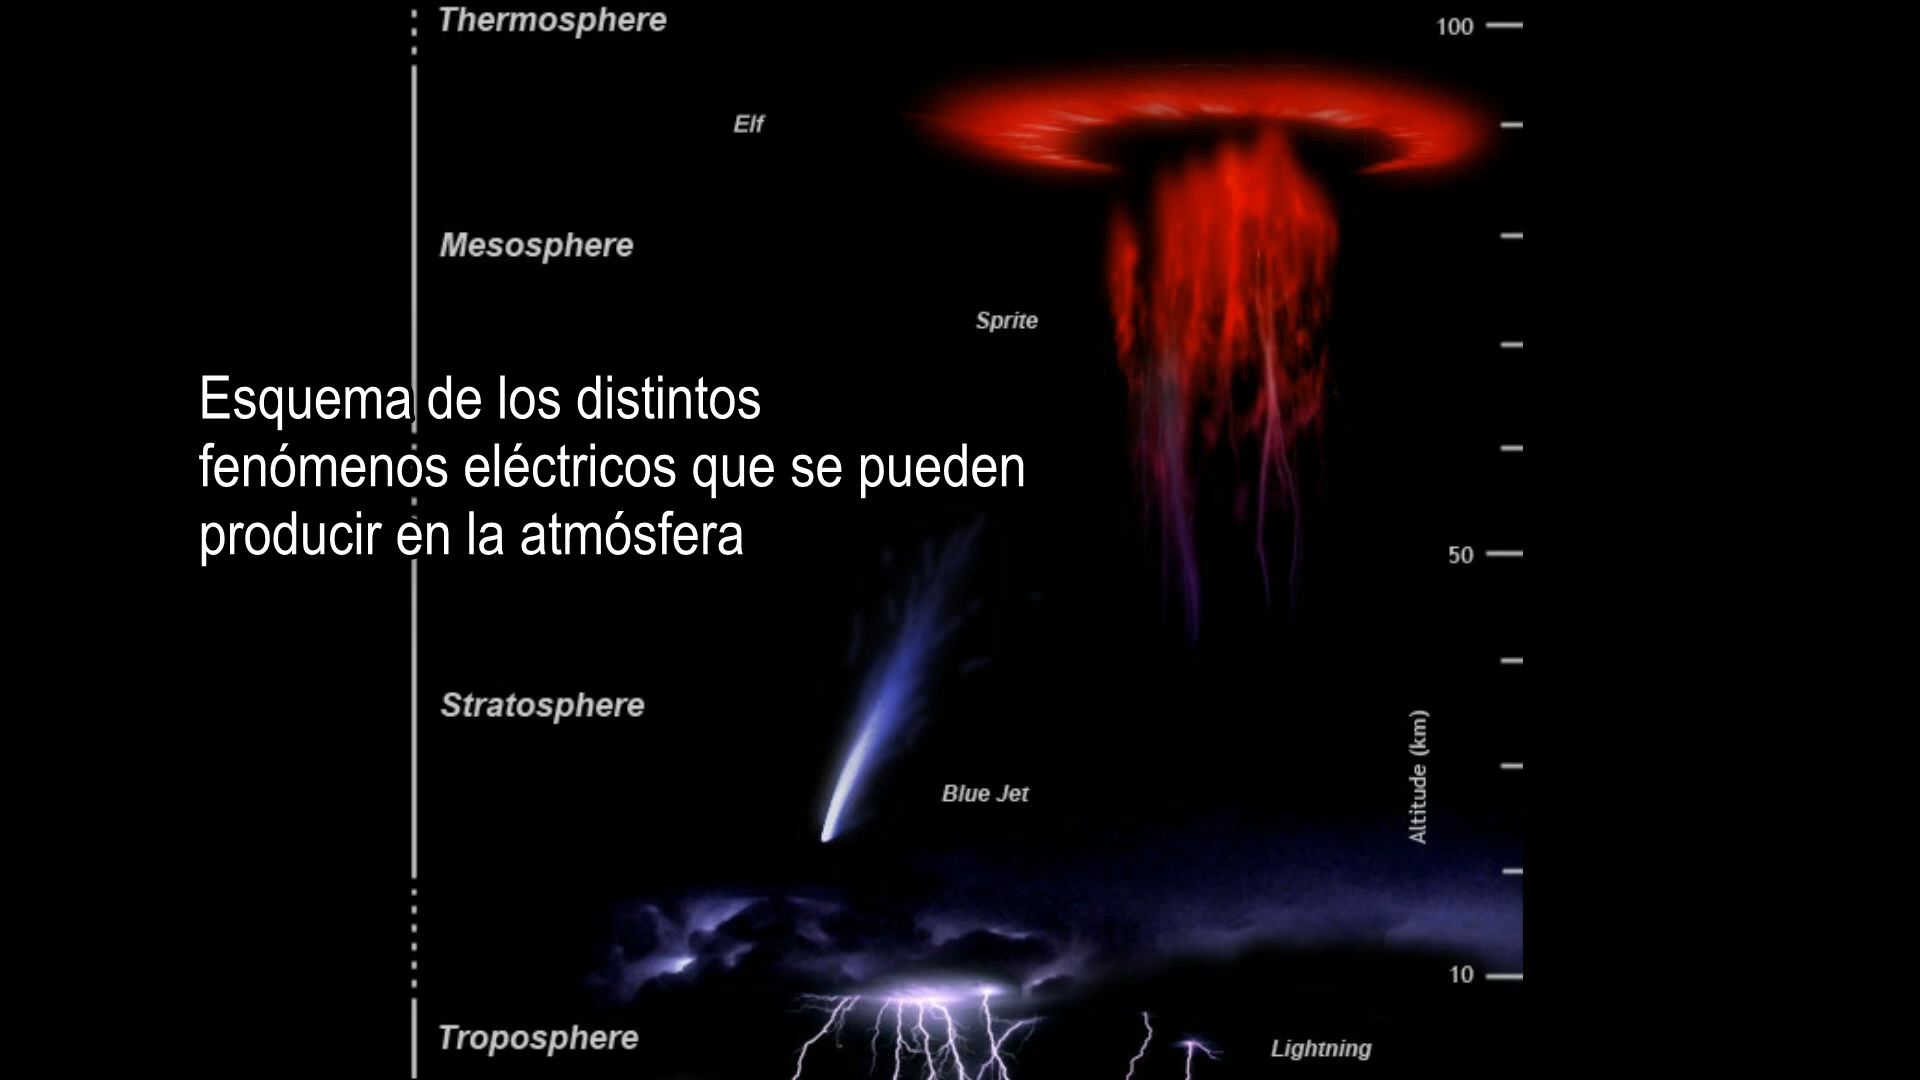 Thermosphere
100
Elf
Mesosphere
Sprite
Esquema de los distintos
fenómenos eléctricos que se pueden
producir en la atmósfera
50
Stratosphere
Altitude (km)
Blue Jet
10
Troposphere
Lightning